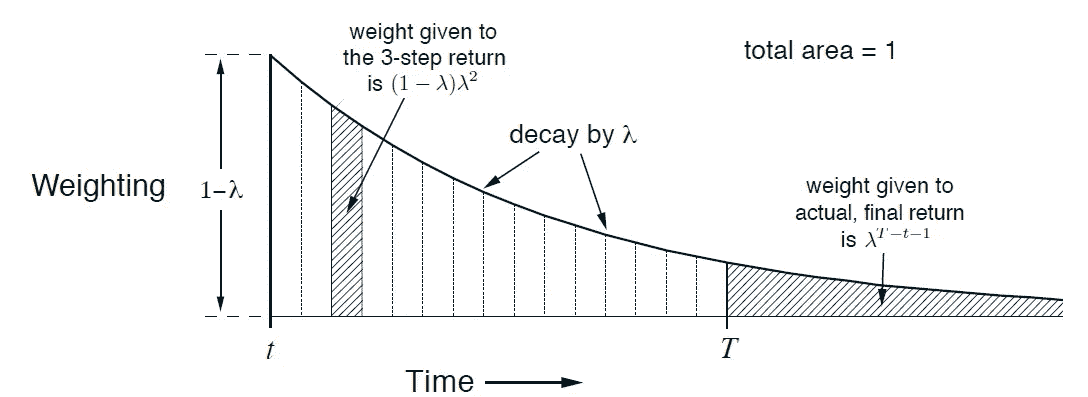 weight given to
the 3-step return
is (1 − λ)λ²
total area = 1
decay by λ
Weighting
1−λ
weight given to
actual, final return
is λᵀ⁻ᵗ⁻¹
t
T
Time